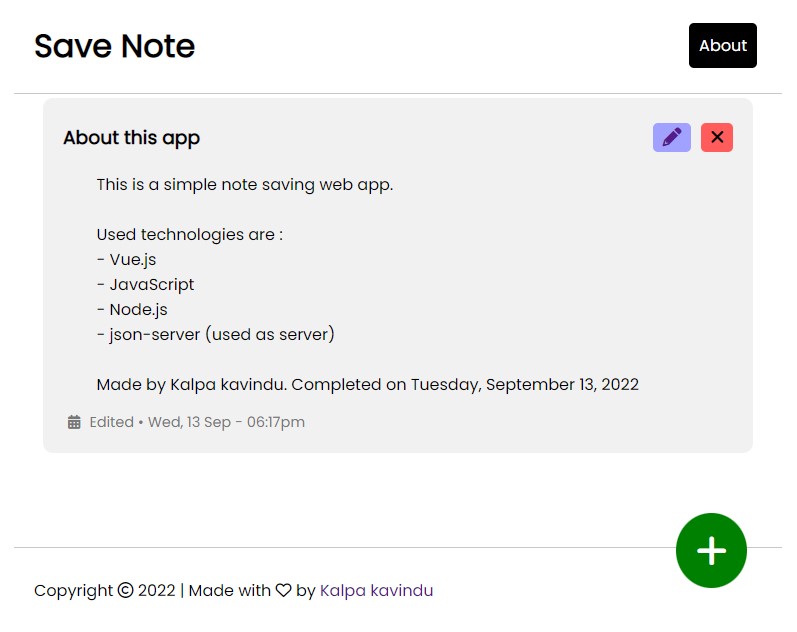 Save Note
About
About this app
This is a simple note saving web app.
Used technologies are :
- Vue.js
- JavaScript
- Node.js
- json-server (used as server)
Made by Kalpa kavindu. Completed on Tuesday, September 13, 2022
Edited • Wed, 13 Sep - 06:17pm
Copyright © 2022 | Made with ♡ by Kalpa kavindu